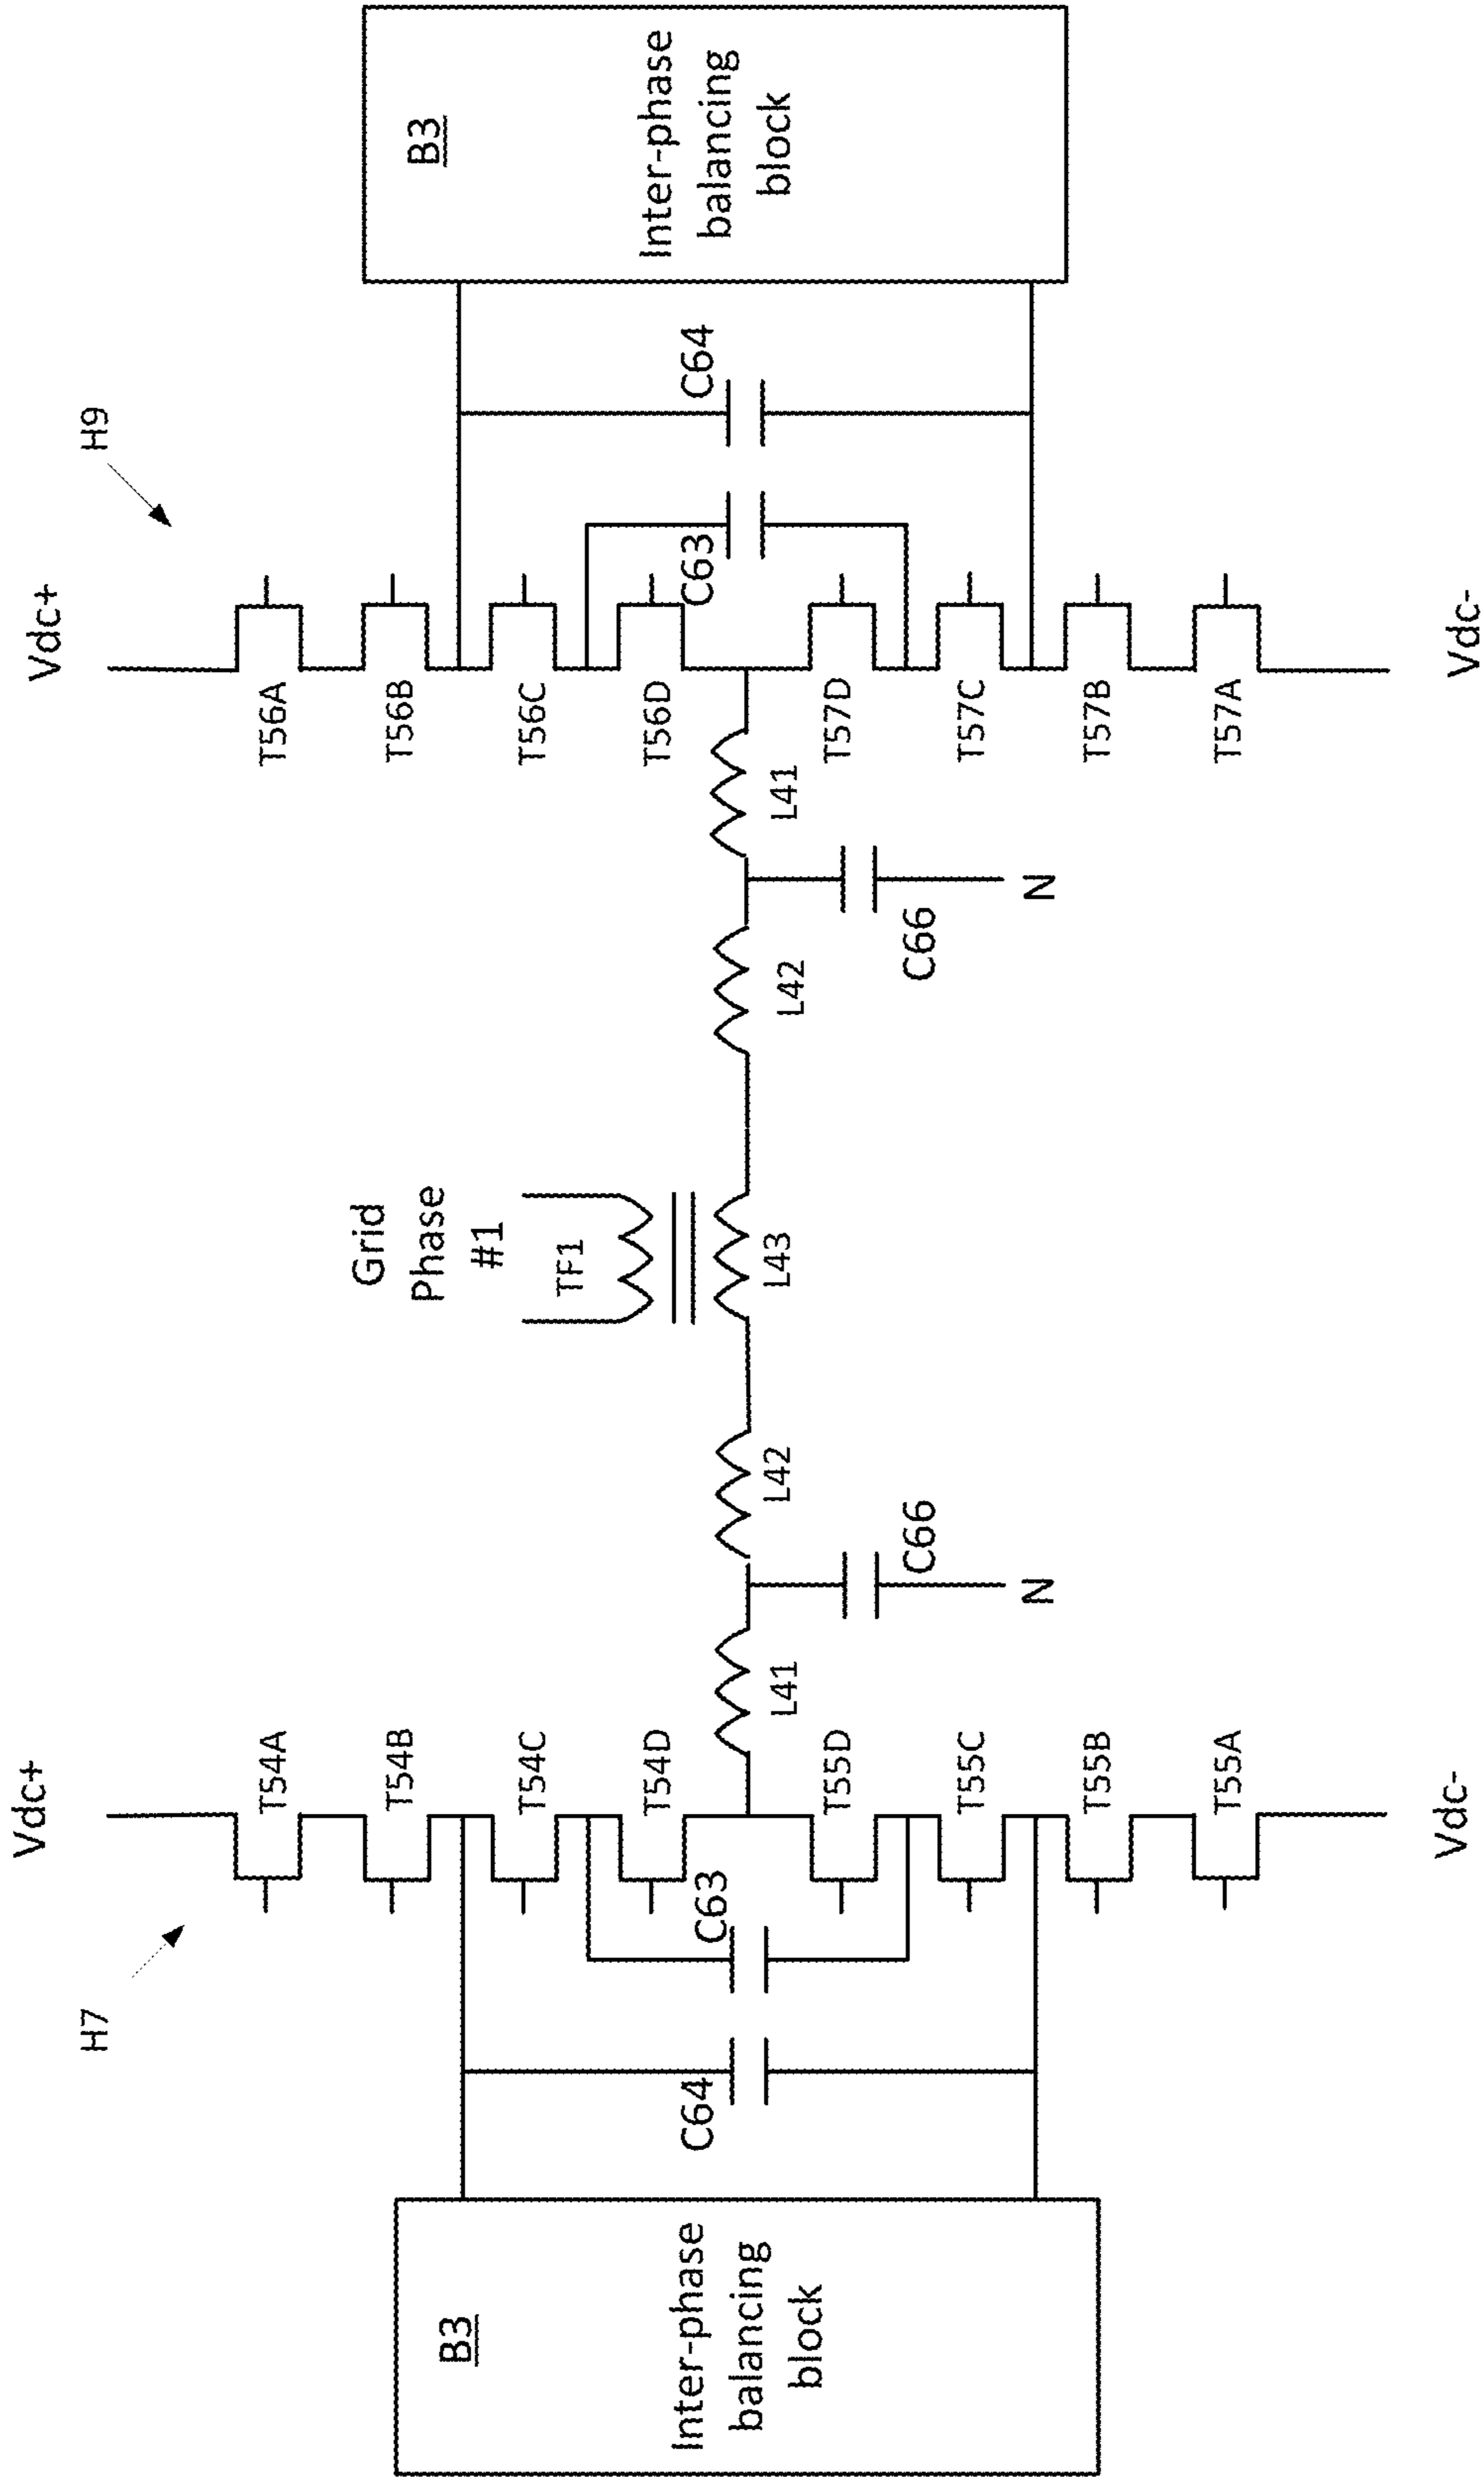 H7
Vdc+
Vdc+
H9
B3
Inter-phase
balancing
block
C64
C63
T54A
T54B
T54C
T54D
T55D
T55C
T55B
T55A
Vdc-
L41
C66
N
L42
Grid
Phase
#1
TF1
L43
L42
C66
N
L41
T56A
T56B
T56C
T56D
T57D
T57C
T57B
T57A
Vdc-
C63
C64
B3
Inter-phase
balancing
block